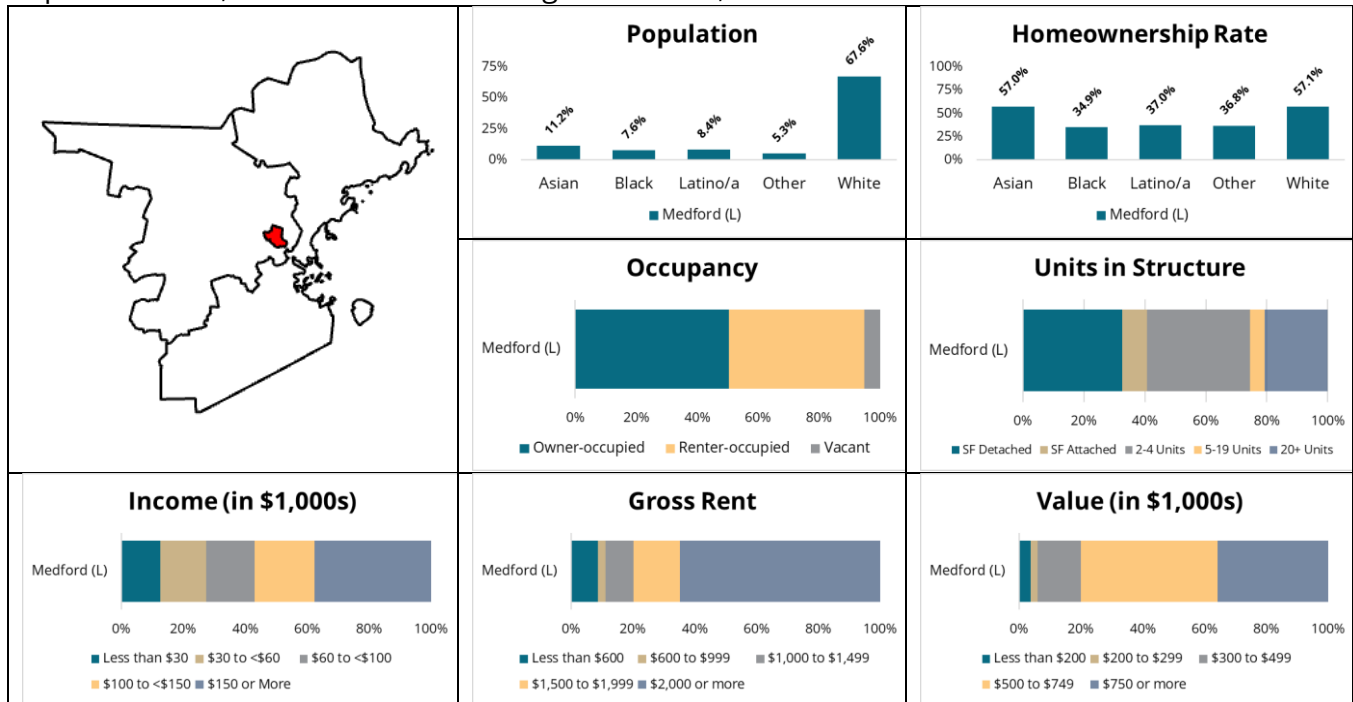 Population
75%
50%
25%
0%
11.2%
7.6%
8.4%
5.3%
67.6%
Asian Black Latino/a Other White
Medford (L)
Homeownership Rate
100%
75%
50%
25%
0%
57.0%
34.9%
37.0%
36.8%
57.1%
Asian Black Latino/a Other White
Medford (L)
Occupancy
Medford (L)
0% 20% 40% 60% 80% 100%
Owner-occupied Renter-occupied Vacant
Units in Structure
Medford (L)
0% 20% 40% 60% 80% 100%
SF Detached SF Attached 2-4 Units 5-19 Units 20+ Units
Income (in $1,000s)
Medford (L)
0% 20% 40% 60% 80% 100%
Less than $30 $30 to <$60 $60 to <$100
$100 to <$150 $150 or More
Gross Rent
Medford (L)
0% 20% 40% 60% 80% 100%
Less than $600 $600 to $999 $1,000 to $1,499
$1,500 to $1,999 $2,000 or more
Value (in $1,000s)
Medford (L)
0% 20% 40% 60% 80% 100%
Less than $200 $200 to $299 $300 to $499
$500 to $749 $750 or more